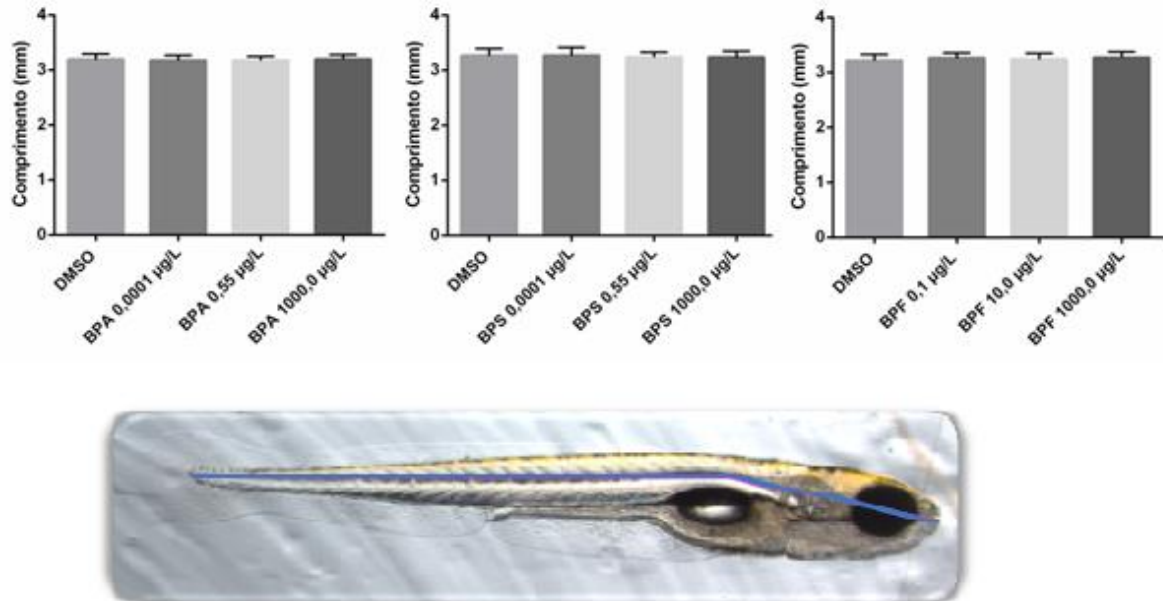 Comprimento (mm)
4
3
2
1
0
DMSO
BPA 0,0001 µg/L
BPA 0,55 µg/L
BPA 1000,0 µg/L
Comprimento (mm)
4
3
2
1
0
DMSO
BPS 0,0001 µg/L
BPS 0,55 µg/L
BPS 1000,0 µg/L
Comprimento (mm)
4
3
2
1
0
DMSO
BPF 0,1 µg/L
BPF 10,0 µg/L
BPF 1000,0 µg/L